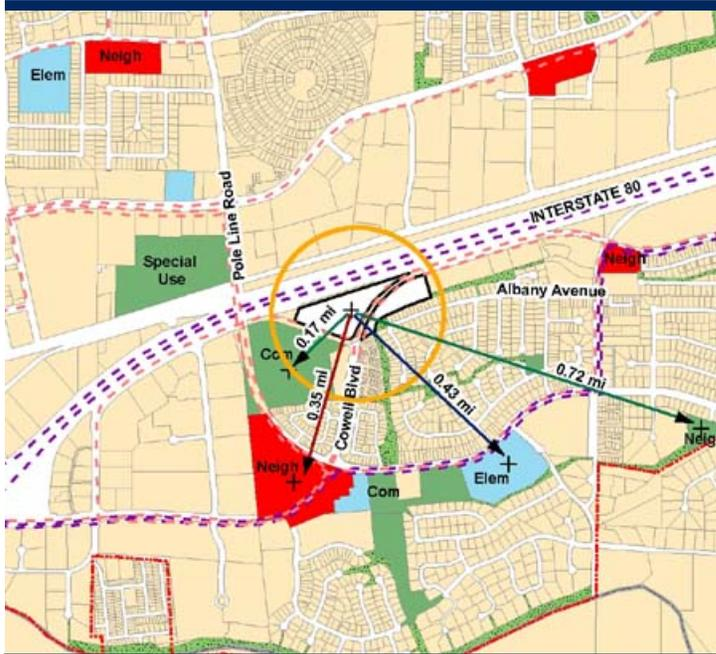 Neigh
Elem
INTERSTATE 80
Pole Line Road
Special
Use
Neigh
Albany Avenue
0.17 mi
Com
0.35 mi
Cowell Blvd
0.43 mi
0.72 mi
Neig
Neigh
Com
Elem